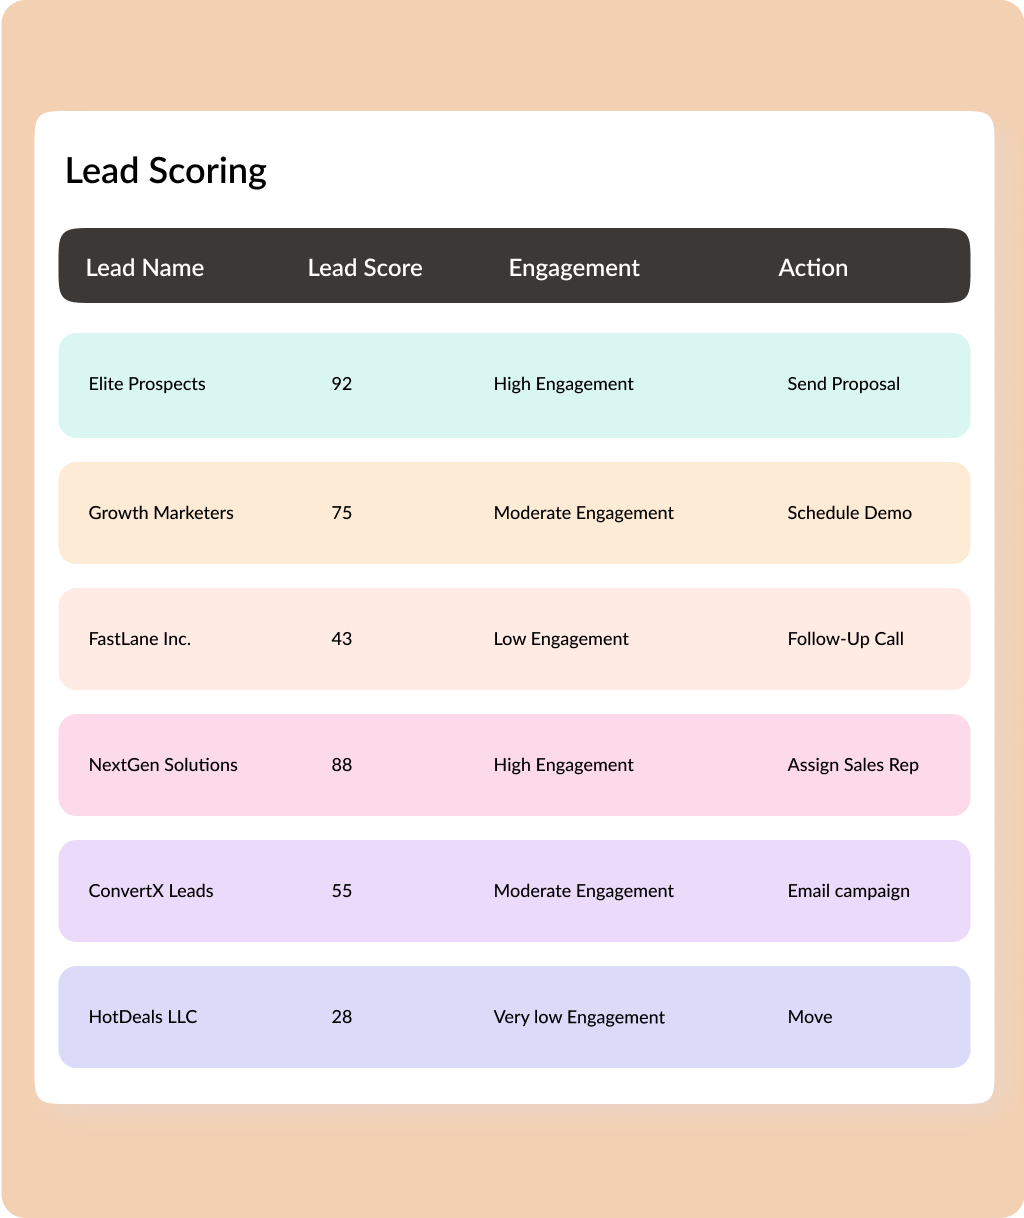 Lead Scoring
Lead Name Lead Score Engagement Action
Elite Prospects 92 High Engagement Send Proposal
Growth Marketers 75 Moderate Engagement Schedule Demo
FastLane Inc. 43 Low Engagement Follow-Up Call
NextGen Solutions 88 High Engagement Assign Sales Rep
ConvertX Leads 55 Moderate Engagement Email campaign
HotDeals LLC 28 Very low Engagement Move